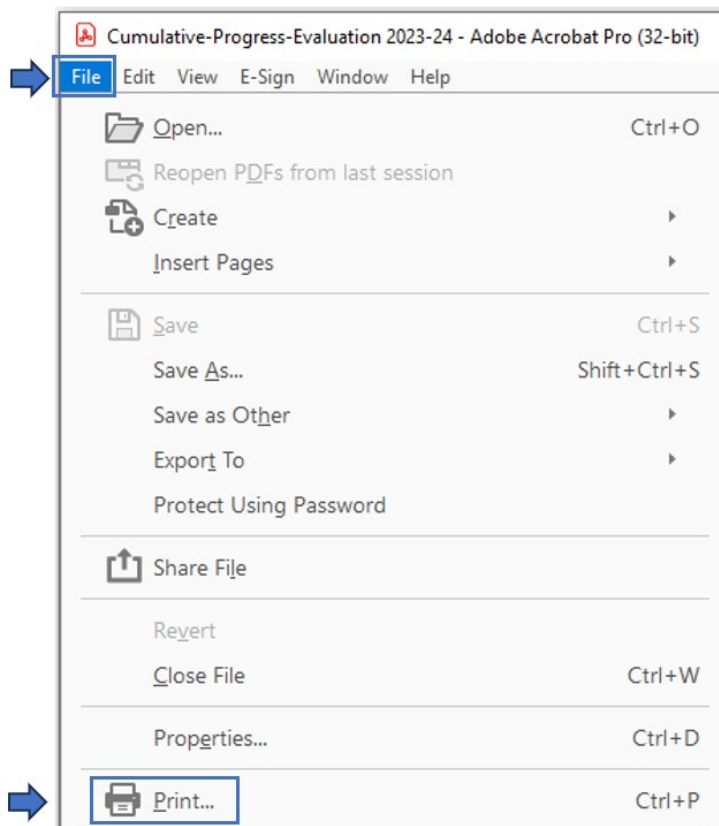 Cumulative-Progress-Evaluation 2023-24 - Adobe Acrobat Pro (32-bit)
File Edit View E-Sign Window Help
Open... Ctrl+O
Reopen PDFs from last session
Create
Insert Pages
Save Ctrl+S
Save As... Shift+Ctrl+S
Save as Other
Export To
Protect Using Password
Share File
Revert
Close File Ctrl+W
Properties... Ctrl+D
Print... Ctrl+P